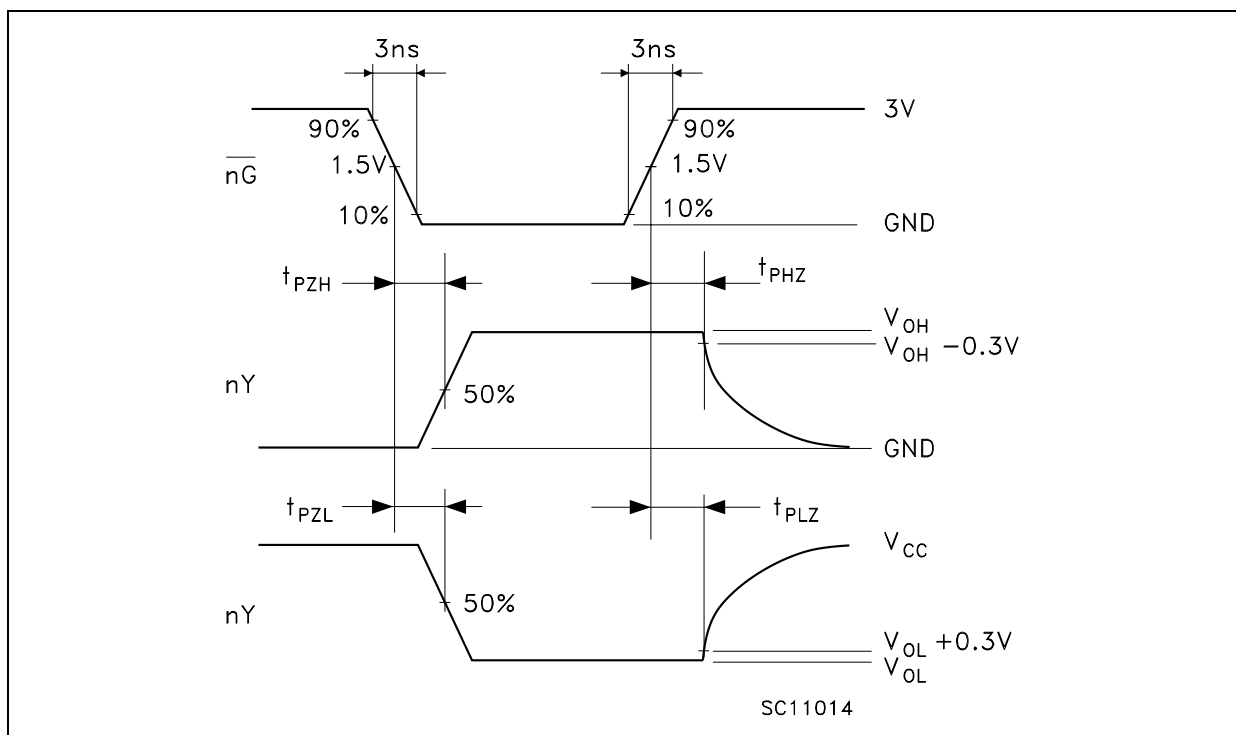 3ns 3ns
3V
90% 90%
1.5V 1.5V
n̅G̅
10% 10%
GND
tPZH tPHZ
VOH
VOH −0.3V
nY
50%
GND
tPZL tPLZ
VCC
50%
nY
VOL +0.3V
VOL
SC11014